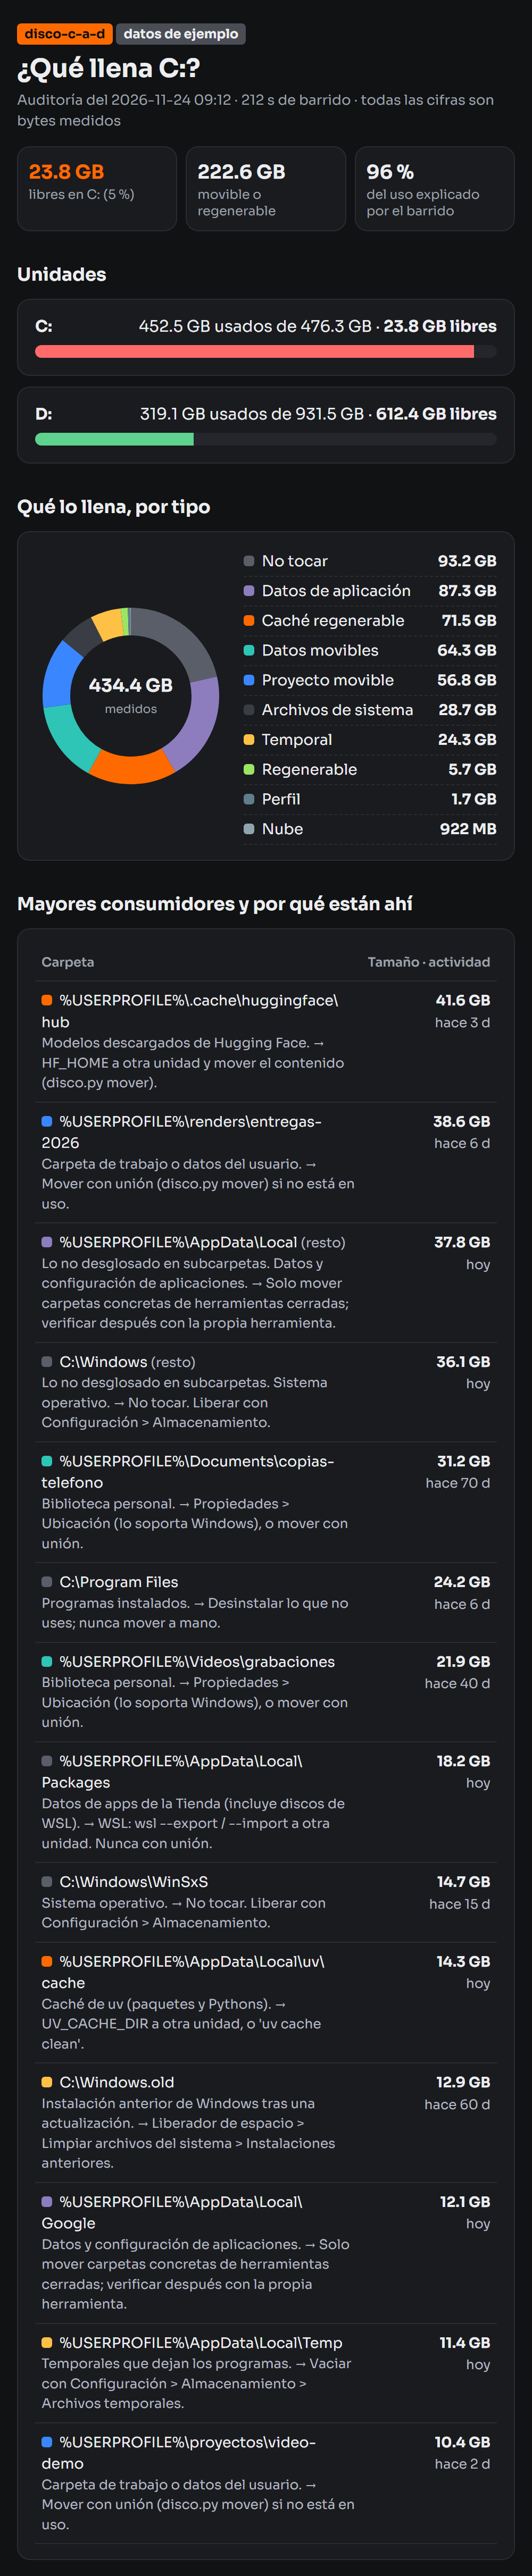 disco-c-a-d datos de ejemplo
¿Qué llena C:?
Auditoría del 2026-11-24 09:12 · 212 s de barrido · todas las cifras son
bytes medidos
23.8 GB
libres en C: (5 %)
222.6 GB
movible o
regenerable
96 %
del uso explicado
por el barrido
Unidades
C: 452.5 GB usados de 476.3 GB · 23.8 GB libres
D: 319.1 GB usados de 931.5 GB · 612.4 GB libres
Qué lo llena, por tipo
434.4 GB
medidos
No tocar 93.2 GB
Datos de aplicación 87.3 GB
Caché regenerable 71.5 GB
Datos movibles 64.3 GB
Proyecto movible 56.8 GB
Archivos de sistema 28.7 GB
Temporal 24.3 GB
Regenerable 5.7 GB
Perfil 1.7 GB
Nube 922 MB
Mayores consumidores y por qué están ahí
Carpeta Tamaño · actividad
%USERPROFILE%\.cache\huggingface\ 41.6 GB
hub hace 3 d
Modelos descargados de Hugging Face. →
HF_HOME a otra unidad y mover el contenido
(disco.py mover).
%USERPROFILE%\renders\entregas- 38.6 GB
2026 hace 6 d
Carpeta de trabajo o datos del usuario. →
Mover con unión (disco.py mover) si no está en
uso.
%USERPROFILE%\AppData\Local (resto) 37.8 GB
Lo no desglosado en subcarpetas. Datos y hoy
configuración de aplicaciones. → Solo mover
carpetas concretas de herramientas cerradas;
verificar después con la propia herramienta.
C:\Windows (resto) 36.1 GB
Lo no desglosado en subcarpetas. Sistema hoy
operativo. → No tocar. Liberar con
Configuración > Almacenamiento.
%USERPROFILE%\Documents\copias- 31.2 GB
telefono hace 70 d
Biblioteca personal. → Propiedades >
Ubicación (lo soporta Windows), o mover con
unión.
C:\Program Files 24.2 GB
Programas instalados. → Desinstalar lo que no hace 6 d
uses; nunca mover a mano.
%USERPROFILE%\Videos\grabaciones 21.9 GB
Biblioteca personal. → Propiedades > hace 40 d
Ubicación (lo soporta Windows), o mover con
unión.
%USERPROFILE%\AppData\Local\ 18.2 GB
Packages hoy
Datos de apps de la Tienda (incluye discos de
WSL). → WSL: wsl --export / --import a otra
unidad. Nunca con unión.
C:\Windows\WinSxS 14.7 GB
Sistema operativo. → No tocar. Liberar con hace 15 d
Configuración > Almacenamiento.
%USERPROFILE%\AppData\Local\uv\ 14.3 GB
cache hoy
Caché de uv (paquetes y Pythons). →
UV_CACHE_DIR a otra unidad, o 'uv cache
clean'.
C:\Windows.old 12.9 GB
Instalación anterior de Windows tras una hace 60 d
actualización. → Liberador de espacio >
Limpiar archivos del sistema > Instalaciones
anteriores.
%USERPROFILE%\AppData\Local\ 12.1 GB
Google hoy
Datos y configuración de aplicaciones. → Solo
mover carpetas concretas de herramientas
cerradas; verificar después con la propia
herramienta.
%USERPROFILE%\AppData\Local\Temp 11.4 GB
Temporales que dejan los programas. → Vaciar hoy
con Configuración > Almacenamiento >
Archivos temporales.
%USERPROFILE%\proyectos\video- 10.4 GB
demo hace 2 d
Carpeta de trabajo o datos del usuario. →
Mover con unión (disco.py mover) si no está en
uso.